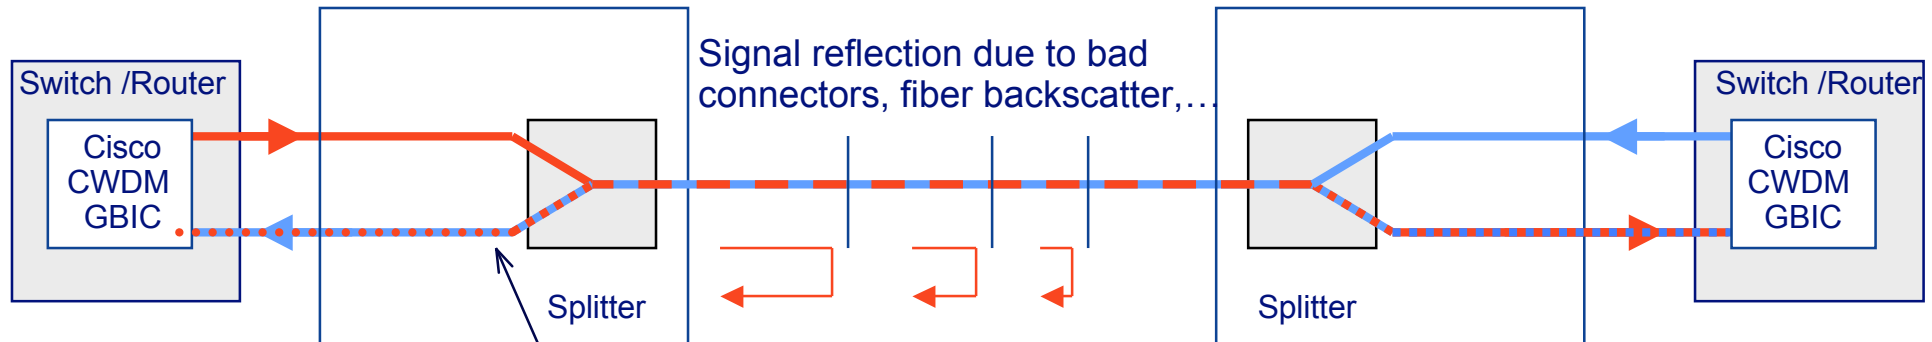 Signal reflection due to bad
connectors, fiber backscatter,…
Switch /Router
Cisco
CWDM
GBIC
Splitter
Splitter
Switch /Router
Cisco
CWDM
GBIC